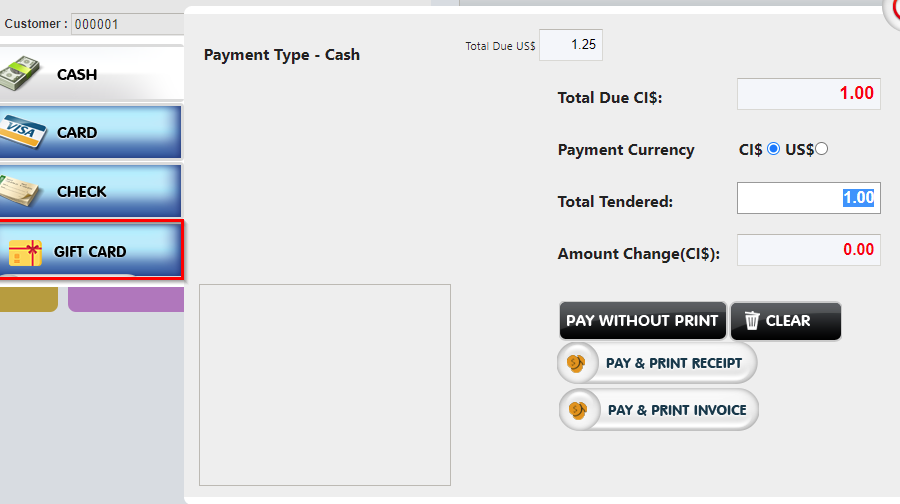 Customer : 000001
CASH
VISA
CARD
CHECK
GIFT CARD
Payment Type - Cash
Total Due US$ 1.25
Total Due CI$: 1.00
Payment Currency CI$ US$
Total Tendered: 1.00
Amount Change(CI$): 0.00
PAY WITHOUT PRINT CLEAR
PAY & PRINT RECEIPT
PAY & PRINT INVOICE